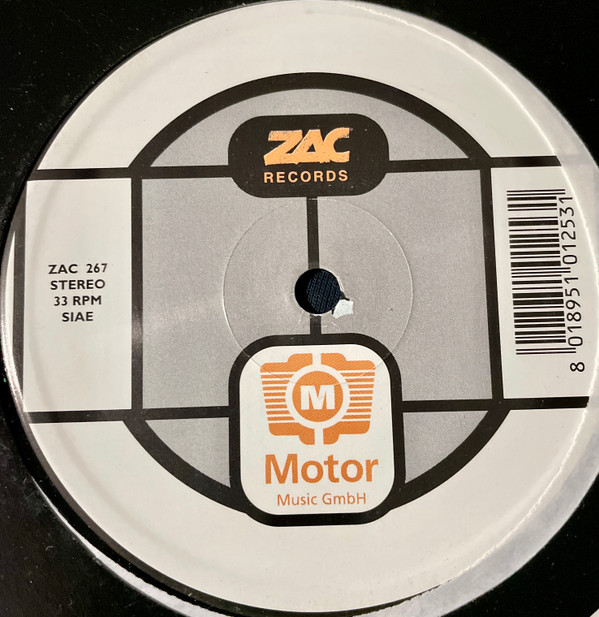 ZAC
RECORDS
ZAC 267
STEREO
33 RPM
SIAE
8 018951 012531
M
Motor
Music GmbH